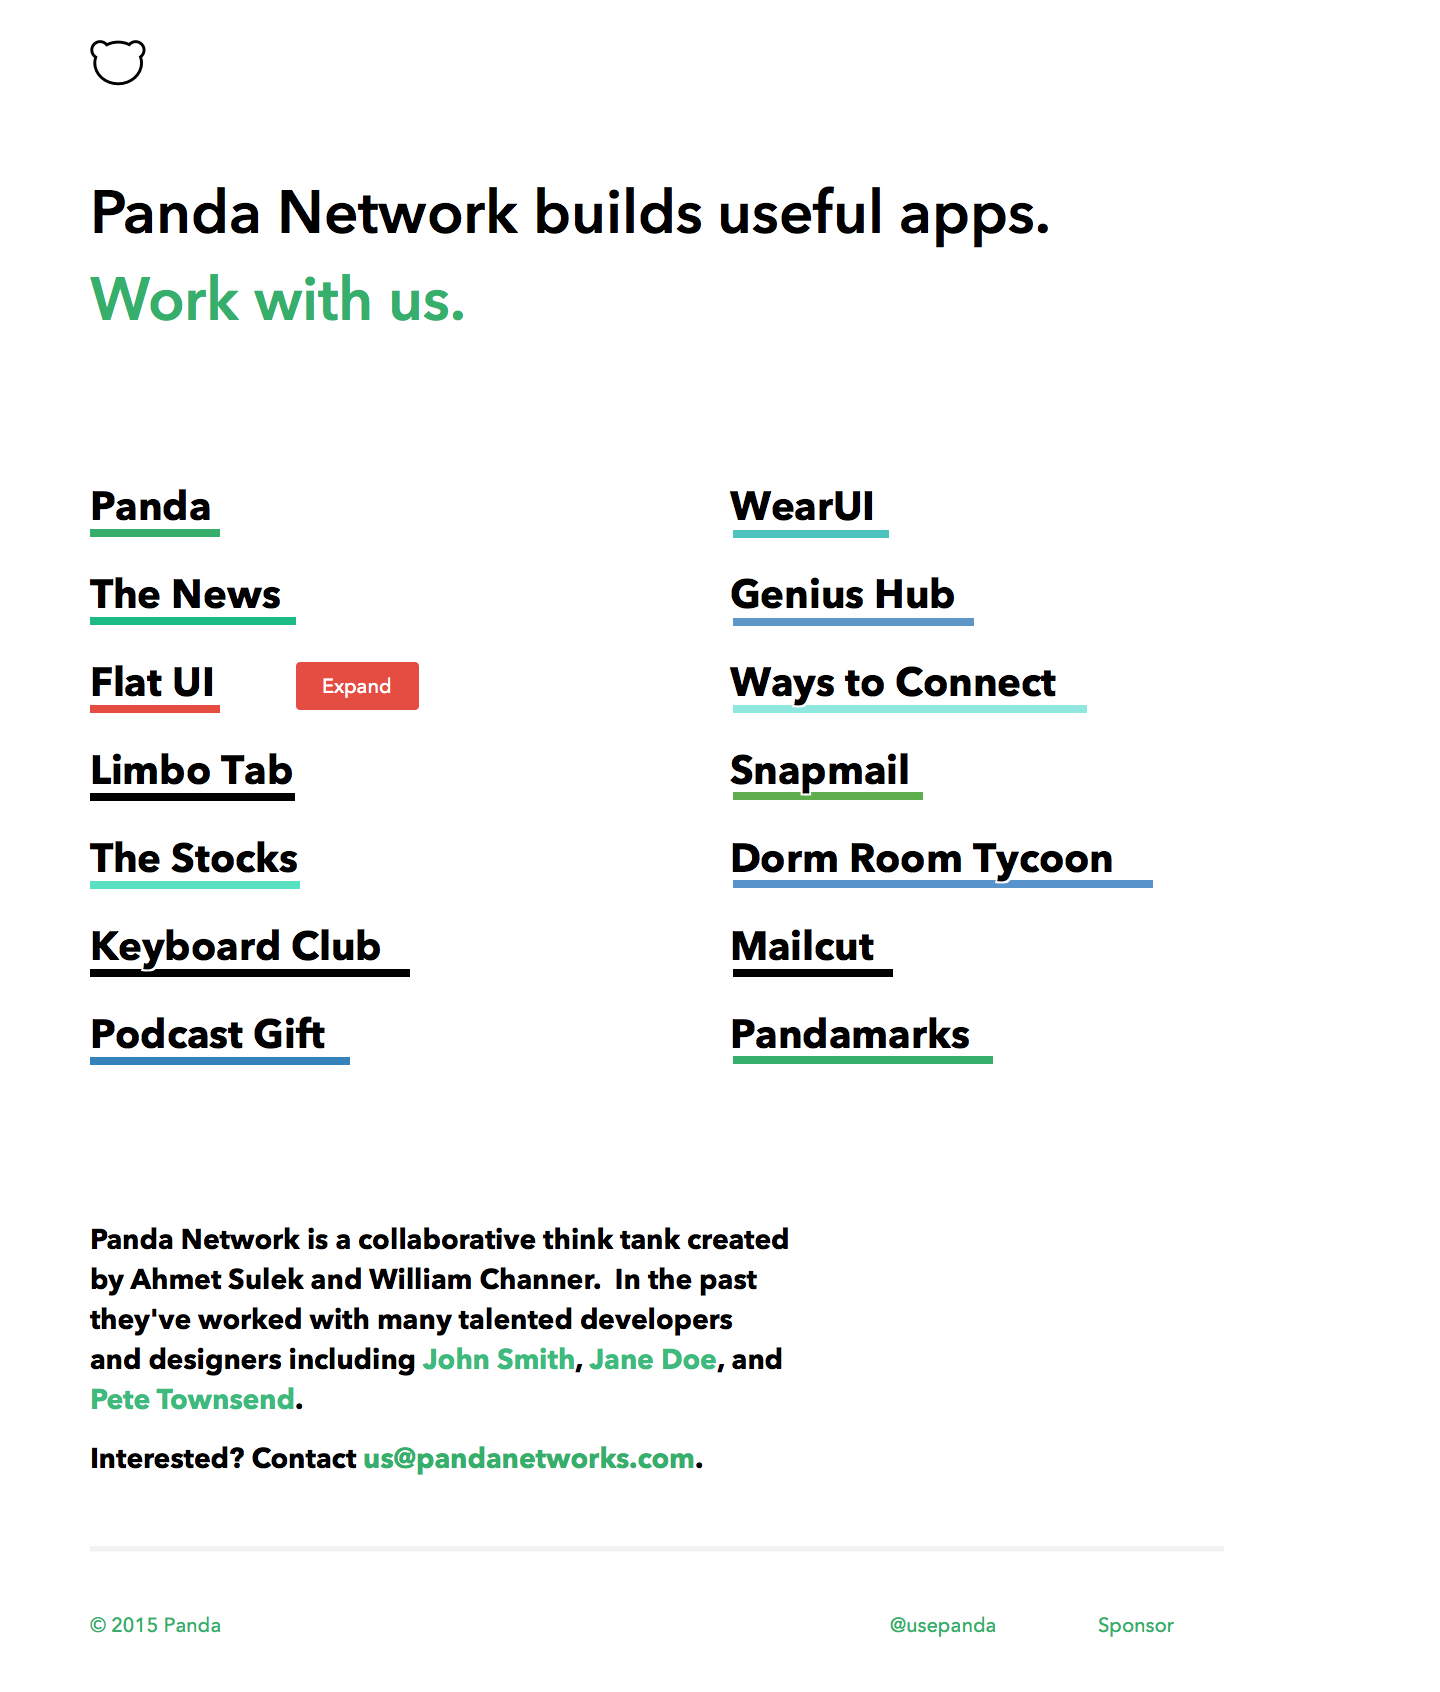 Panda Network builds useful apps.
Work with us.
Panda
The News
Flat UI
Expand
Limbo Tab
The Stocks
Keyboard Club
Podcast Gift
WearUI
Genius Hub
Ways to Connect
Snapmail
Dorm Room Tycoon
Mailcut
Pandamarks
Panda Network is a collaborative think tank created
by Ahmet Sulek and William Channer.  In the past
they've worked with many talented developers
and designers including John Smith, Jane Doe, and
Pete Townsend.
Interested? Contact us@pandanetworks.com.
© 2015 Panda
@usepanda
Sponsor